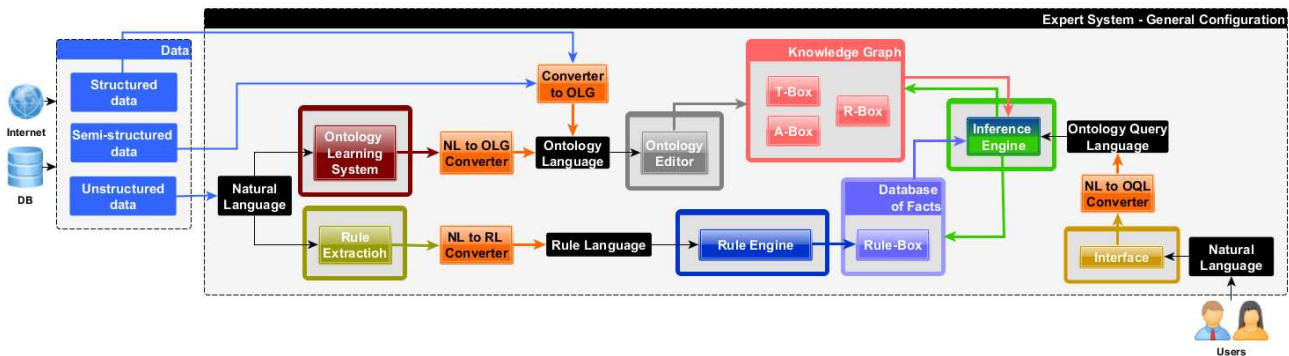 Expert System - General Configuration
Data
Structured
data
Semi-structured
data
Unstructured
data
Internet
DB
Natural
Language
Ontology
Learning
System
NL to OLG
Converter
Converter
to OLG
Ontology
Language
Ontology
Editor
Knowledge Graph
T-Box
A-Box
R-Box
Inference
Engine
Ontology Query
Language
NL to OQL
Converter
Interface
Natural
Language
Users
Rule
Extraction
NL to RL
Converter
Rule Language
Rule Engine
Database
of Facts
Rule-Box